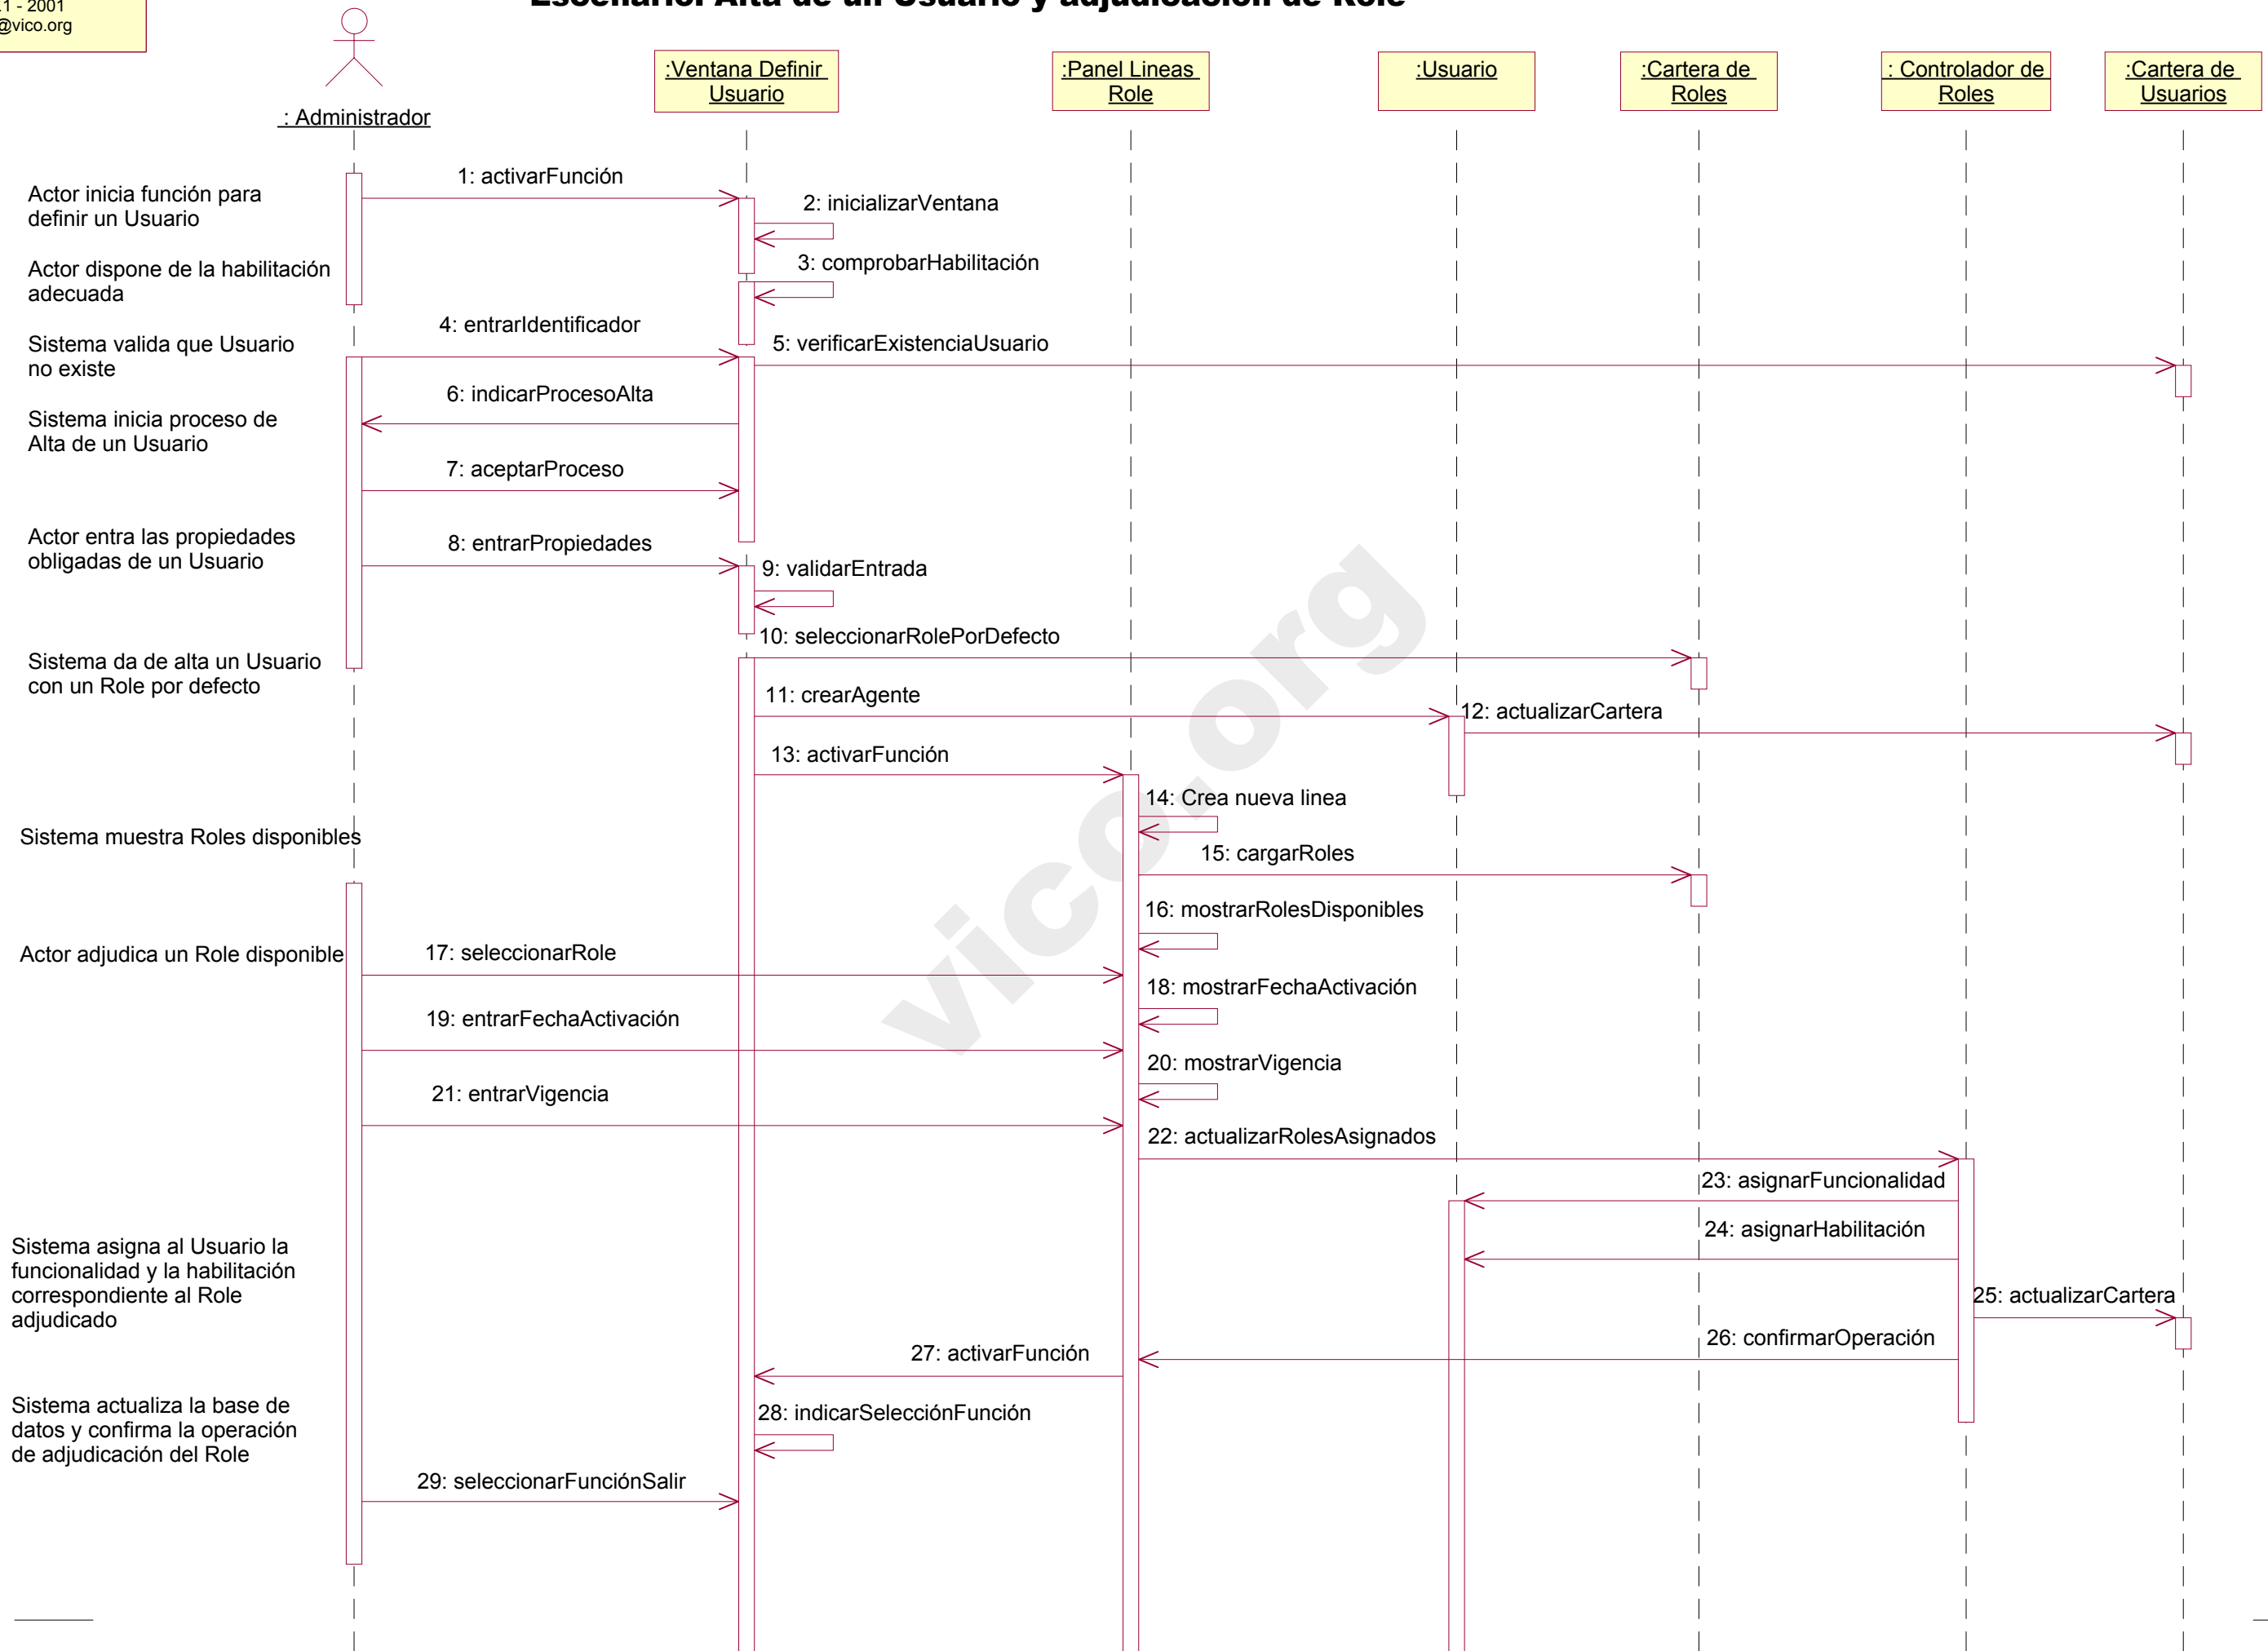 .1 - 2001
@vico.org
Escenario: Alta de un Usuario y adjudicación de Role
: Administrador
:Ventana Definir
Usuario
:Panel Lineas
Role
:Usuario
:Cartera de
Roles
: Controlador de
Roles
:Cartera de
Usuarios
Actor inicia función para
definir un Usuario
1: activarFunción
2: inicializarVentana
Actor dispone de la habilitación
adecuada
3: comprobarHabilitación
4: entrarIdentificador
Sistema valida que Usuario
no existe
5: verificarExistenciaUsuario
6: indicarProcesoAlta
Sistema inicia proceso de
Alta de un Usuario
7: aceptarProceso
Actor entra las propiedades
obligadas de un Usuario
8: entrarPropiedades
9: validarEntrada
10: seleccionarRolePorDefecto
Sistema da de alta un Usuario
con un Role por defecto
11: crearAgente
12: actualizarCartera
13: activarFunción
14: Crea nueva linea
Sistema muestra Roles disponibles
15: cargarRoles
16: mostrarRolesDisponibles
Actor adjudica un Role disponible
17: seleccionarRole
18: mostrarFechaActivación
19: entrarFechaActivación
20: mostrarVigencia
21: entrarVigencia
22: actualizarRolesAsignados
23: asignarFuncionalidad
24: asignarHabilitación
Sistema asigna al Usuario la
funcionalidad y la habilitación
correspondiente al Role
adjudicado
25: actualizarCartera
26: confirmarOperación
27: activarFunción
Sistema actualiza la base de
datos y confirma la operación
de adjudicación del Role
28: indicarSelecciónFunción
29: seleccionarFunciónSalir
vico.org